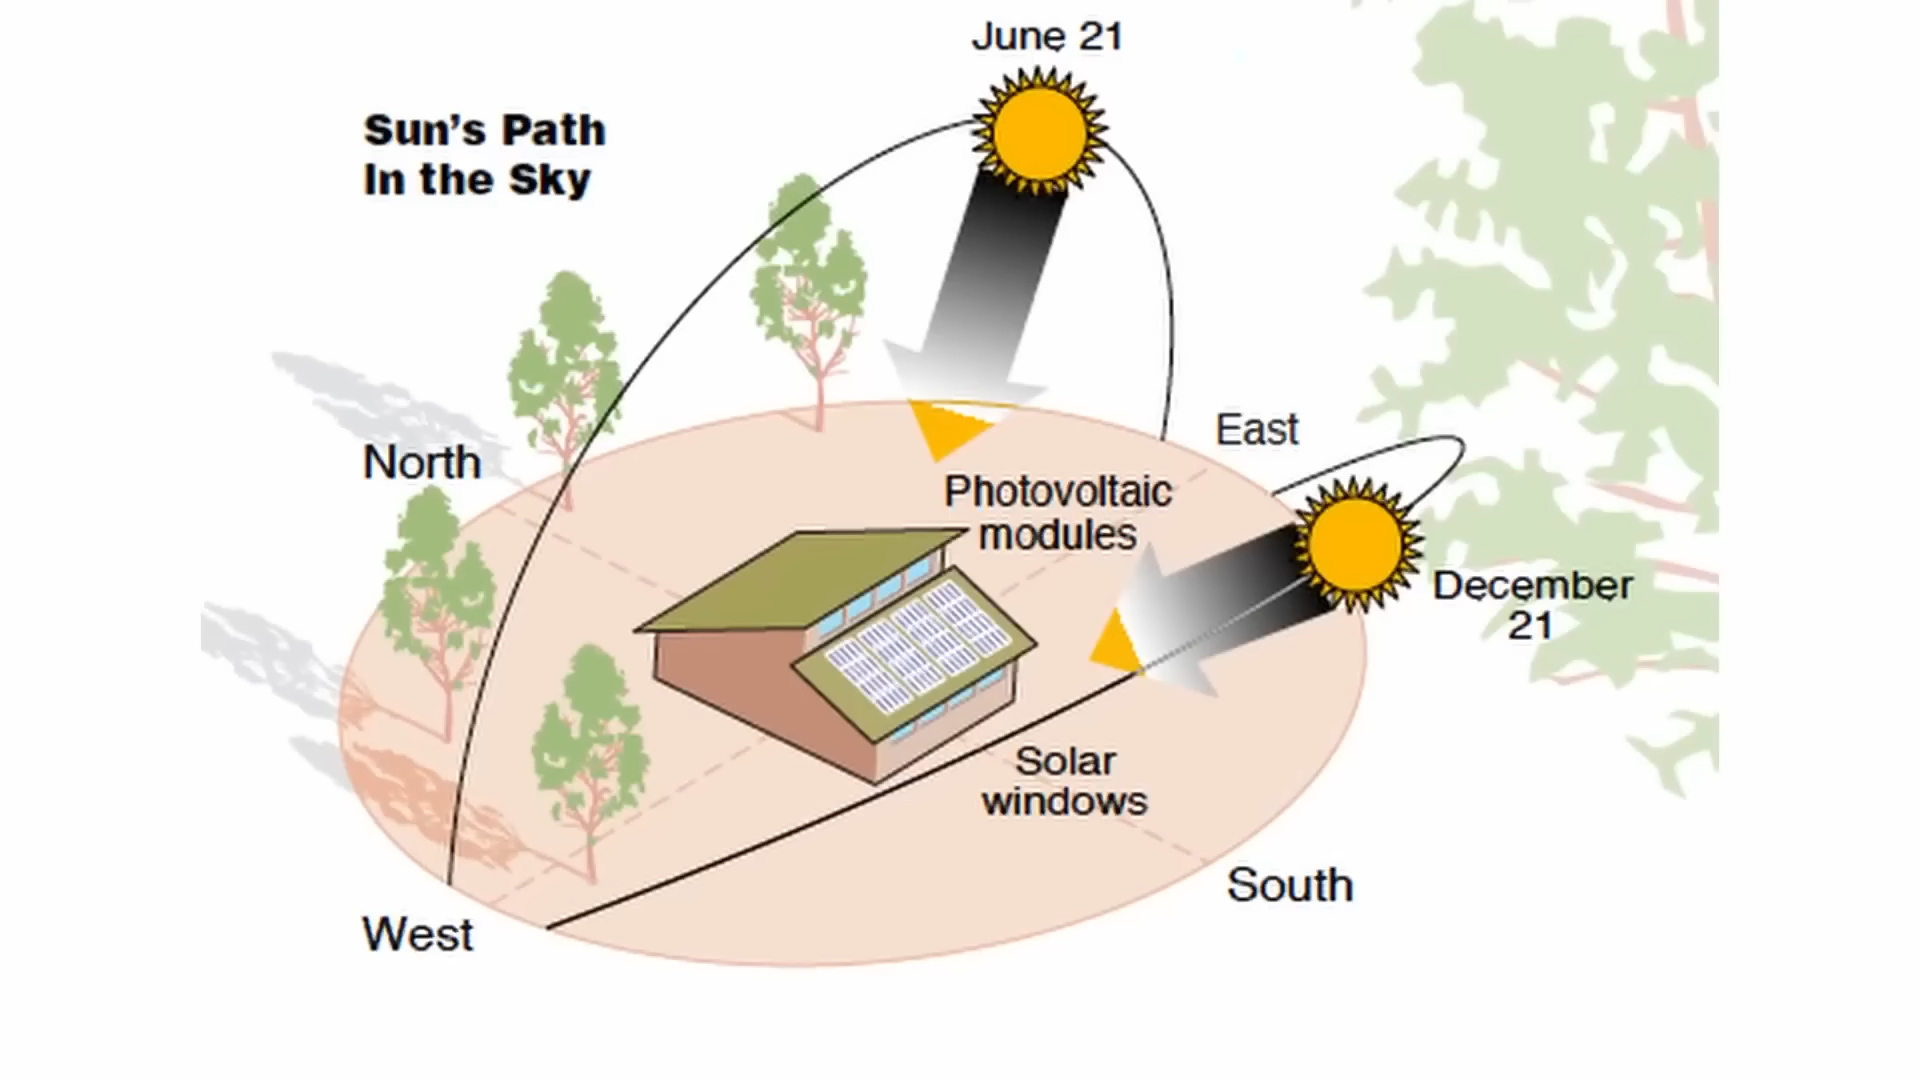 June 21
Sun's Path
In the Sky
East
North
Photovoltaic
modules
December
21
Solar
windows
South
West